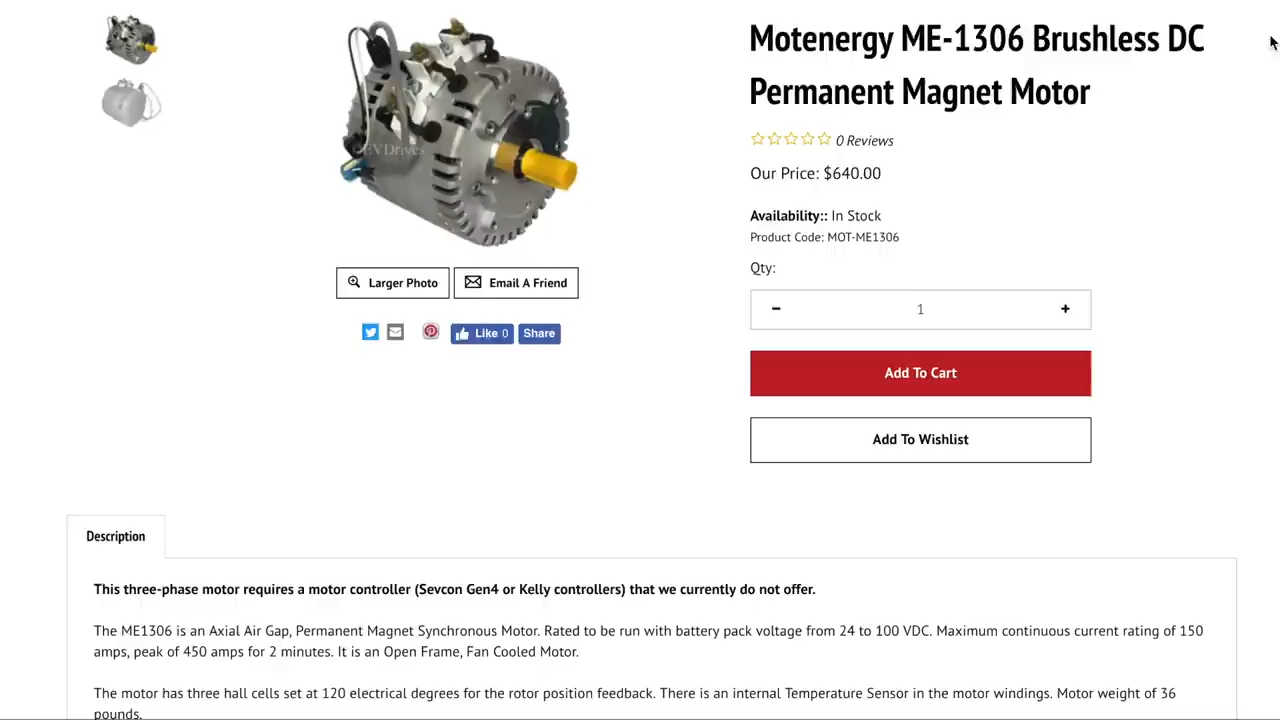 Motenergy ME-1306 Brushless DC
Permanent Magnet Motor
0 Reviews
Our Price: $640.00
Availability:: In Stock
Product Code: MOT-ME1306
Qty:
− 1 +
Add To Cart
Add To Wishlist
©EVDrives
Larger Photo Email A Friend
Like 0 Share
Description
This three-phase motor requires a motor controller (Sevcon Gen4 or Kelly controllers) that we currently do not offer.
The ME1306 is an Axial Air Gap, Permanent Magnet Synchronous Motor. Rated to be run with battery pack voltage from 24 to 100 VDC. Maximum continuous current rating of 150
amps, peak of 450 amps for 2 minutes. It is an Open Frame, Fan Cooled Motor.
The motor has three hall cells set at 120 electrical degrees for the rotor position feedback. There is an internal Temperature Sensor in the motor windings. Motor weight of 36
pounds.